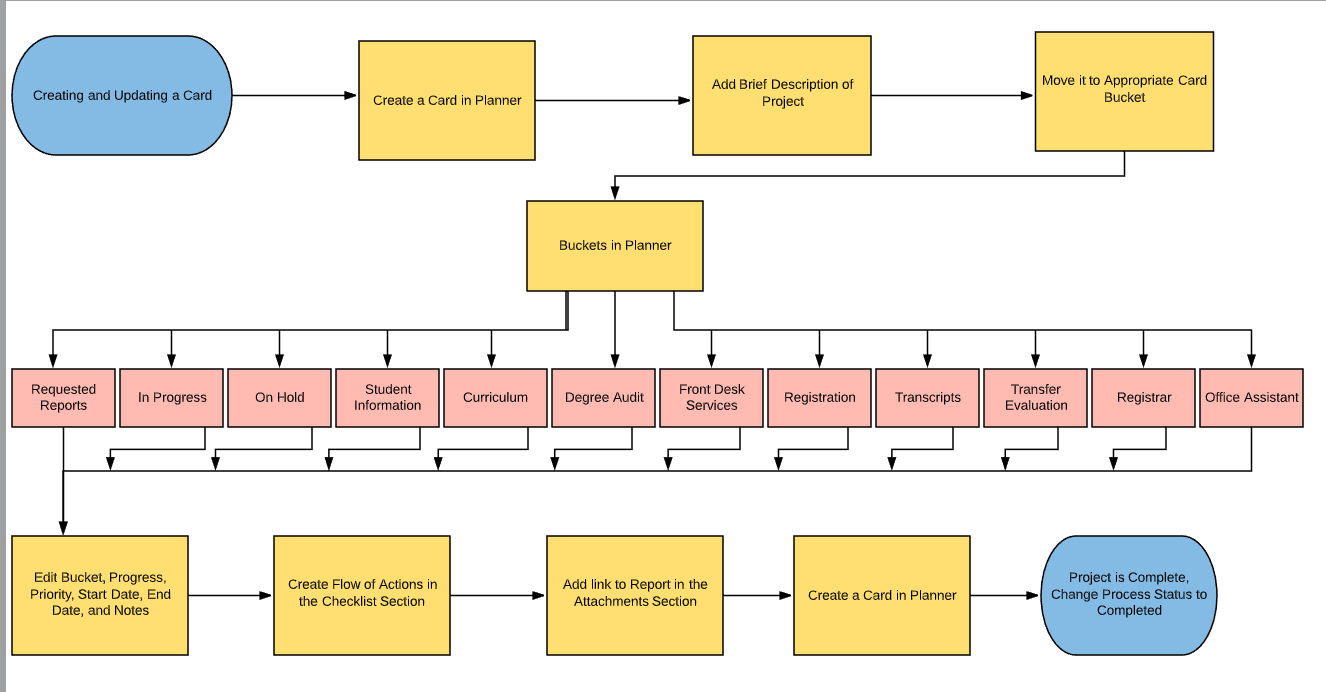 Creating and Updating a Card
Create a Card in Planner
Add Brief Description of
Project
Move it to Appropriate Card
Bucket
Buckets in Planner
Requested
Reports
In Progress
On Hold
Student
Information
Curriculum
Degree Audit
Front Desk
Services
Registration
Transcripts
Transfer
Evaluation
Registrar
Office Assistant
Edit Bucket, Progress,
Priority, Start Date, End
Date, and Notes
Create Flow of Actions in
the Checklist Section
Add link to Report in the
Attachments Section
Create a Card in Planner
Project is Complete,
Change Process Status to
Completed